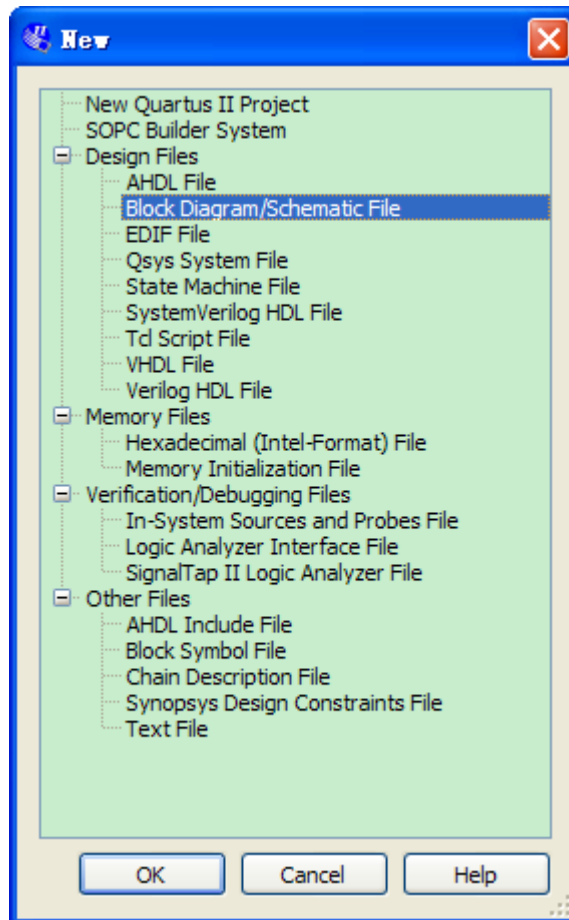 New
New Quartus II Project
SOPC Builder System
Design Files
AHDL File
Block Diagram/Schematic File
EDIF File
Qsys System File
State Machine File
SystemVerilog HDL File
Tcl Script File
VHDL File
Verilog HDL File
Memory Files
Hexadecimal (Intel-Format) File
Memory Initialization File
Verification/Debugging Files
In-System Sources and Probes File
Logic Analyzer Interface File
SignalTap II Logic Analyzer File
Other Files
AHDL Include File
Block Symbol File
Chain Description File
Synopsys Design Constraints File
Text File
OK Cancel Help